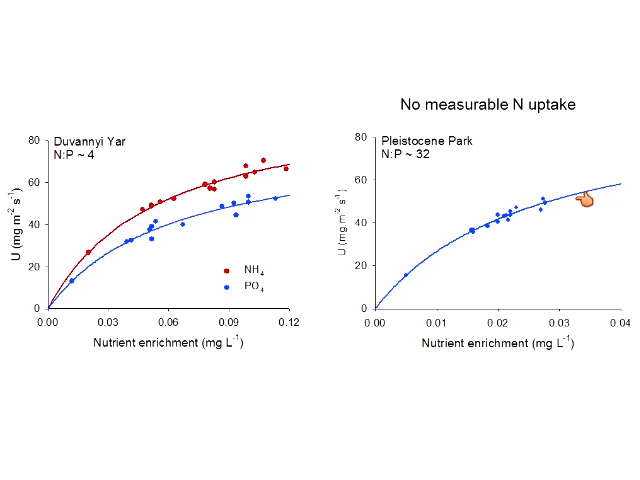 No measurable N uptake
Duvannyi Yar
N:P ~ 4
80
60
40
20
0
U (mg m-2 s-1)
NH4
PO4
0.00 0.03 0.06 0.09 0.12
Nutrient enrichment (mg L-1)
Pleistocene Park
N:P ~ 32
80
60
40
20
0
U (mg m-2 s-1)
0.00 0.01 0.02 0.03 0.04
Nutrient enrichment (mg L-1)